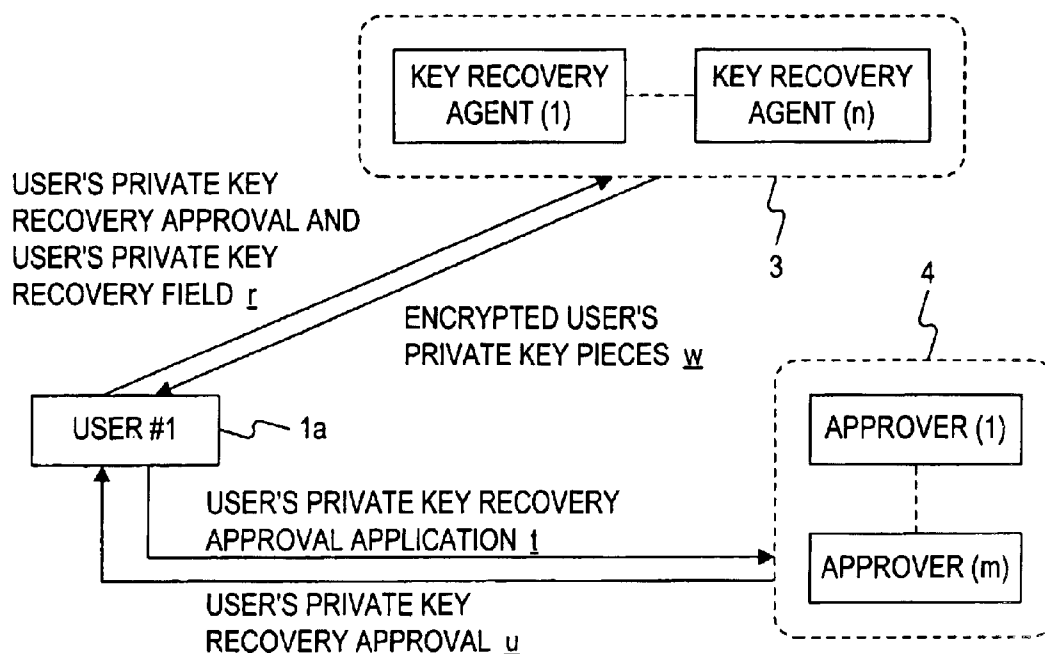 KEY RECOVERY
AGENT (1)
KEY RECOVERY
AGENT (n)
USER'S PRIVATE KEY
RECOVERY APPROVAL AND
USER'S PRIVATE KEY
RECOVERY FIELD r
3
4
ENCRYPTED USER'S
PRIVATE KEY PIECES w
USER #1
1a
APPROVER (1)
USER'S PRIVATE KEY RECOVERY
APPROVAL APPLICATION t
APPROVER (m)
USER'S PRIVATE KEY
RECOVERY APPROVAL u